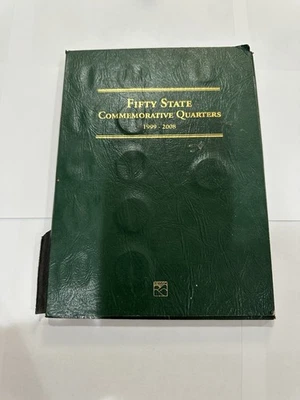 FIFTY STATE
COMMEMORATIVE QUARTERS
1999 - 2008